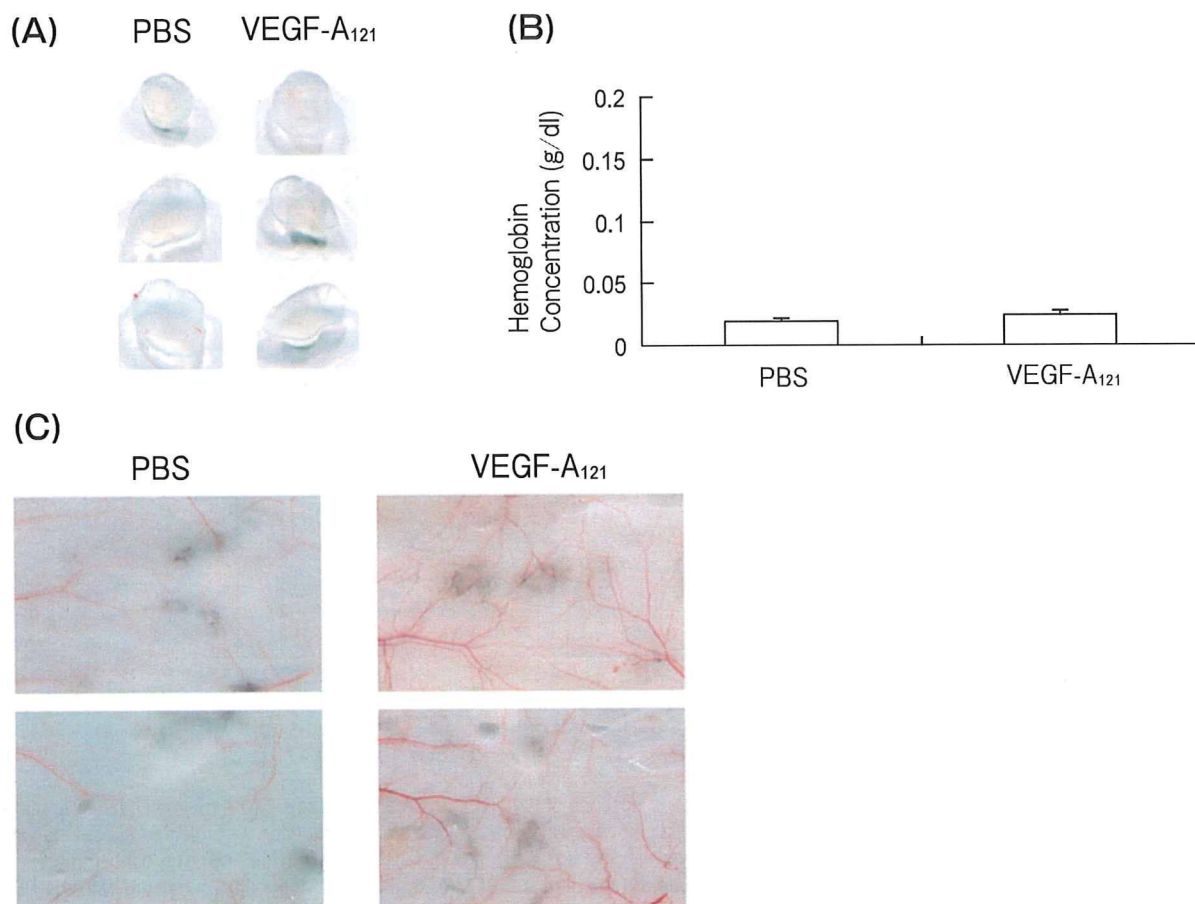 (A)
PBS VEGF-A₁₂₁
(B)
Hemoglobin
Concentration (g/dl)
0.2
0.15
0.1
0.05
0
PBS VEGF-A₁₂₁
(C)
PBS VEGF-A₁₂₁